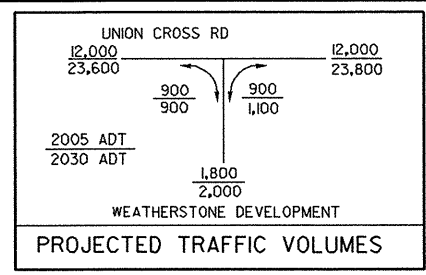 UNION CROSS RD
12,000
23,600
12,000
23,800
900
900
900
1,100
2005 ADT
2030 ADT
1,800
2,000
WEATHERSTONE DEVELOPMENT
PROJECTED TRAFFIC VOLUMES